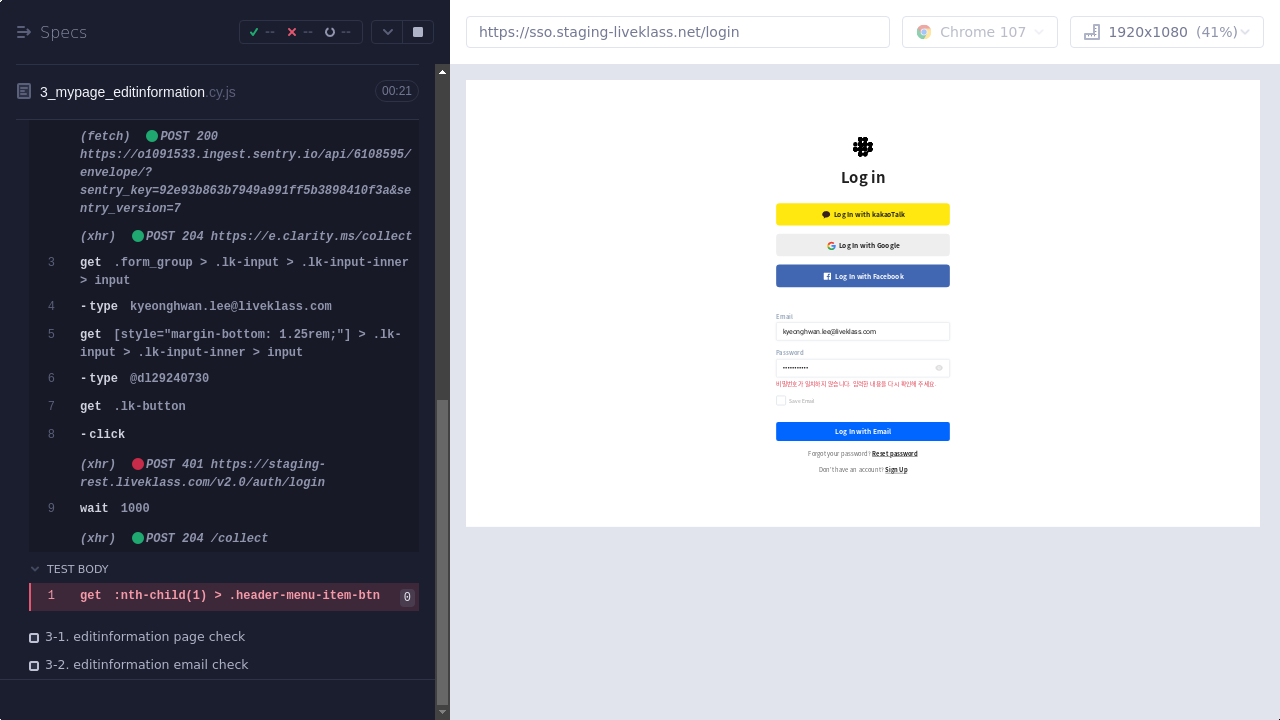 Specs
-- -- --
https://sso.staging-liveklass.net/login
Chrome 107
1920x1080 (41%)
3_mypage_editinformation.cy.js
00:21
(fetch) POST 200
https://o1081533.ingest.sentry.io/api/6108595/
envelope/?
sentry_key=92e93b863b7949a991ff5b3898410f3a&se
ntry_version=7
(xhr) POST 204 https://e.clarity.ms/collect
3 get .form_group > .lk-input > .lk-input-inner
> input
4 -type kyeonghwan.lee@liveklass.com
5 get [style="margin-bottom: 1.25rem;"] > .lk-
input > .lk-input-inner > input
6 -type @dl29240730
7 get .lk-button
8 -click
(xhr) POST 401 https://staging-
rest.liveklass.com/v2.0/auth/login
9 wait 1000
(xhr) POST 204 /collect
TEST BODY
1 get :nth-child(1) > .header-menu-item-btn 0
3-1. editinformation page check
3-2. editinformation email check
Log in
Log In with kakaoTalk
Log In with Google
Log In with Facebook
Email
kyeonghwan.lee@liveklass.com
Password
•••••••••••
비밀번호가 일치하지 않습니다. 입력한 내용을 다시 확인해 주세요.
Save Email
Log In with Email
Forgot your password? Reset password
Don't have an account? Sign Up